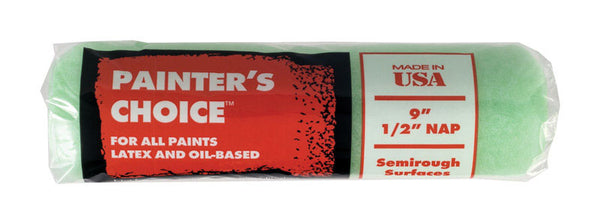 PAINTER'S
CHOICE™
FOR ALL PAINTS
LATEX AND OIL-BASED
MADE IN
USA
9"
1/2" NAP
Semirough
Surfaces